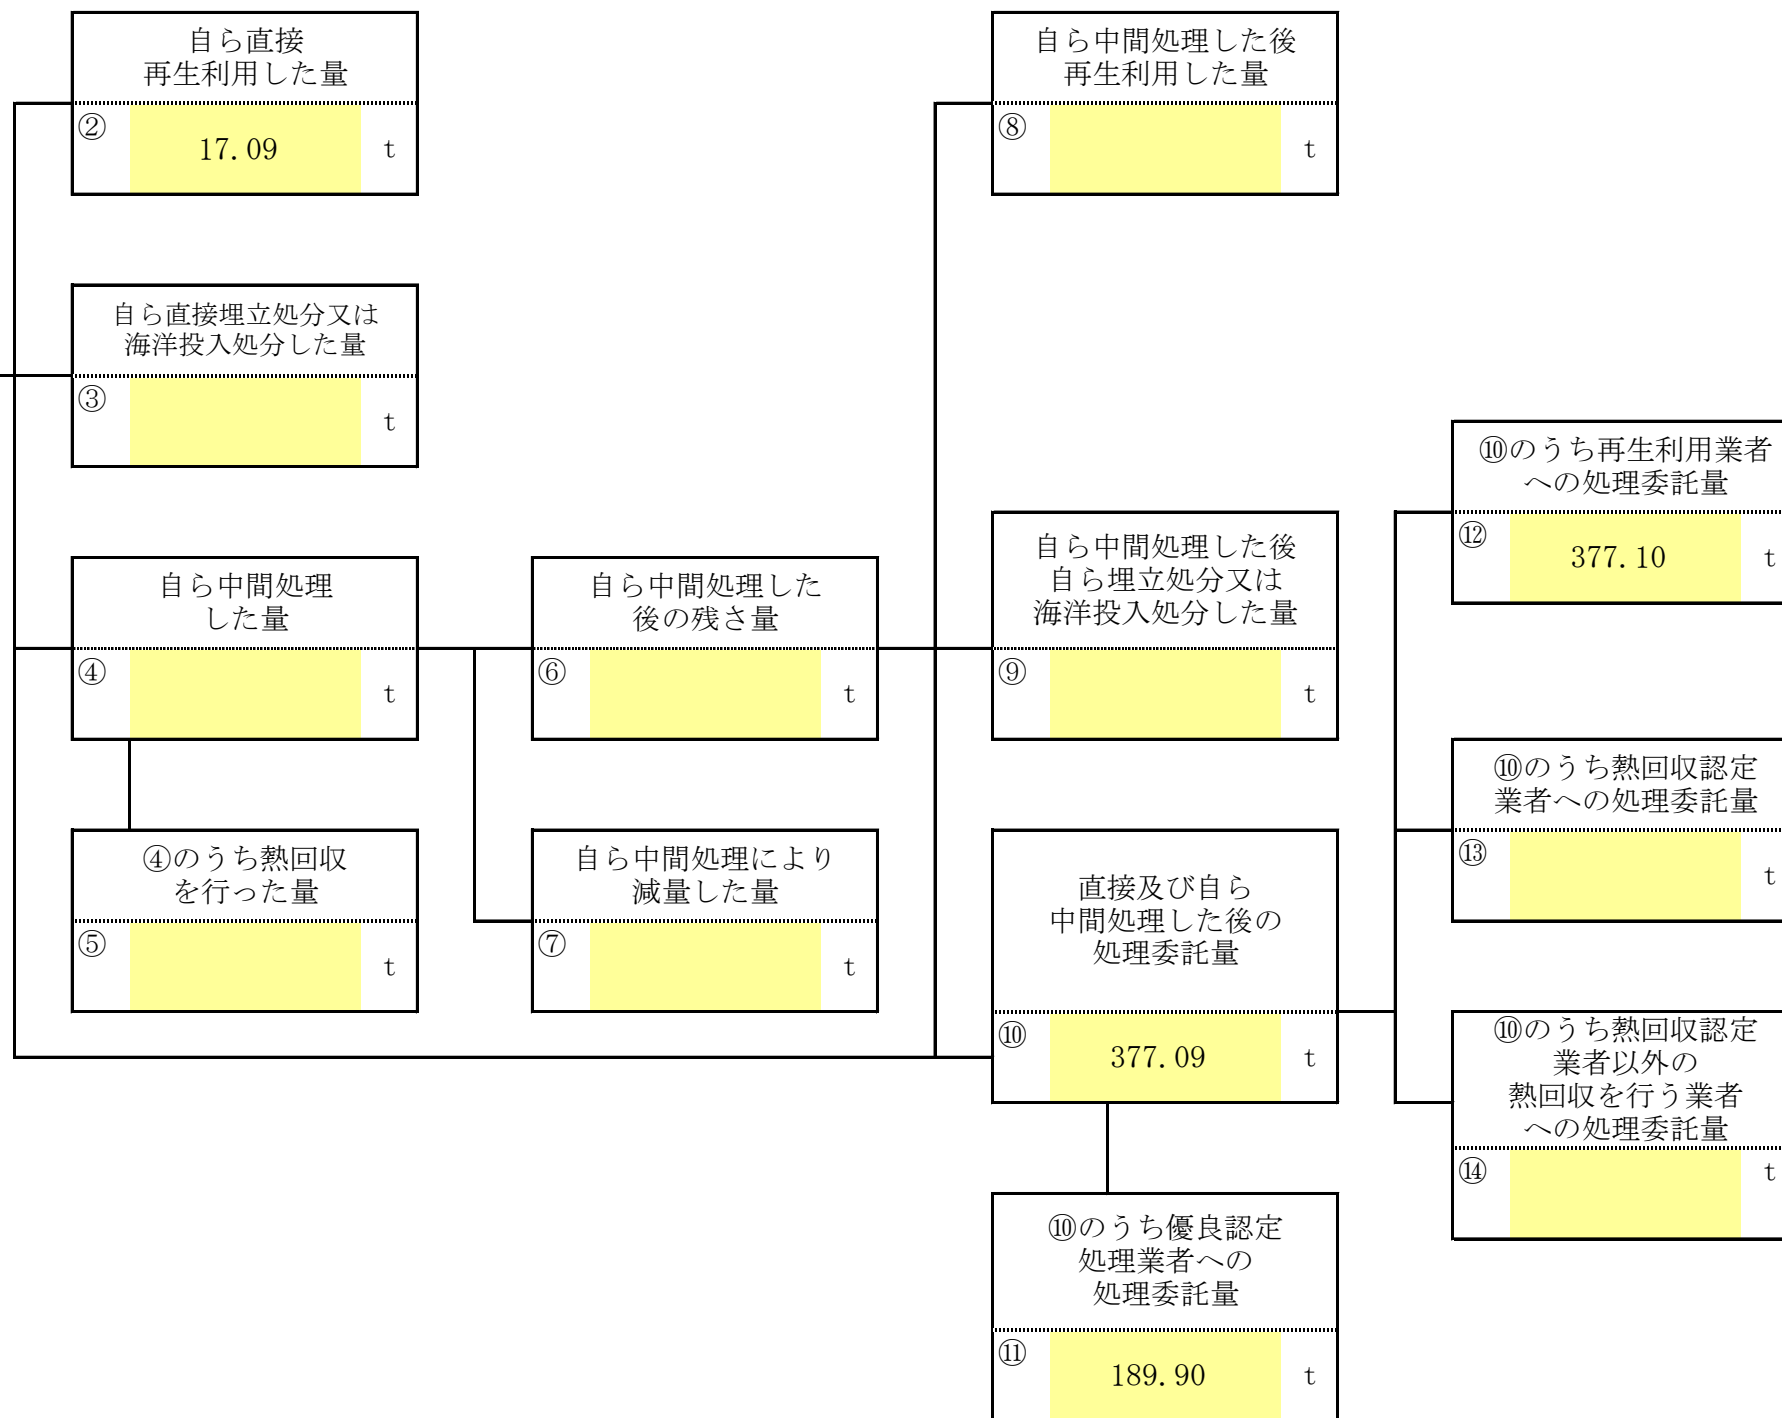 自ら直接
再生利用した量
② 17.09 t
自ら中間処理した後
再生利用した量
⑧ t
自ら直接埋立処分又は
海洋投入処分した量
③ t
⑩のうち再生利用業者
への処理委託量
⑫ 377.10 t
自ら中間処理
した量
④ t
自ら中間処理した
後の残さ量
⑥ t
自ら中間処理した後
自ら埋立処分又は
海洋投入処分した量
⑨ t
⑩のうち熱回収認定
業者への処理委託量
⑬ t
④のうち熱回収
を行った量
⑤ t
自ら中間処理により
減量した量
⑦ t
直接及び自ら
中間処理した後の
処理委託量
⑩ 377.09 t
⑩のうち熱回収認定
業者以外の
熱回収を行う業者
への処理委託量
⑭ t
⑩のうち優良認定
処理業者への
処理委託量
⑪ 189.90 t